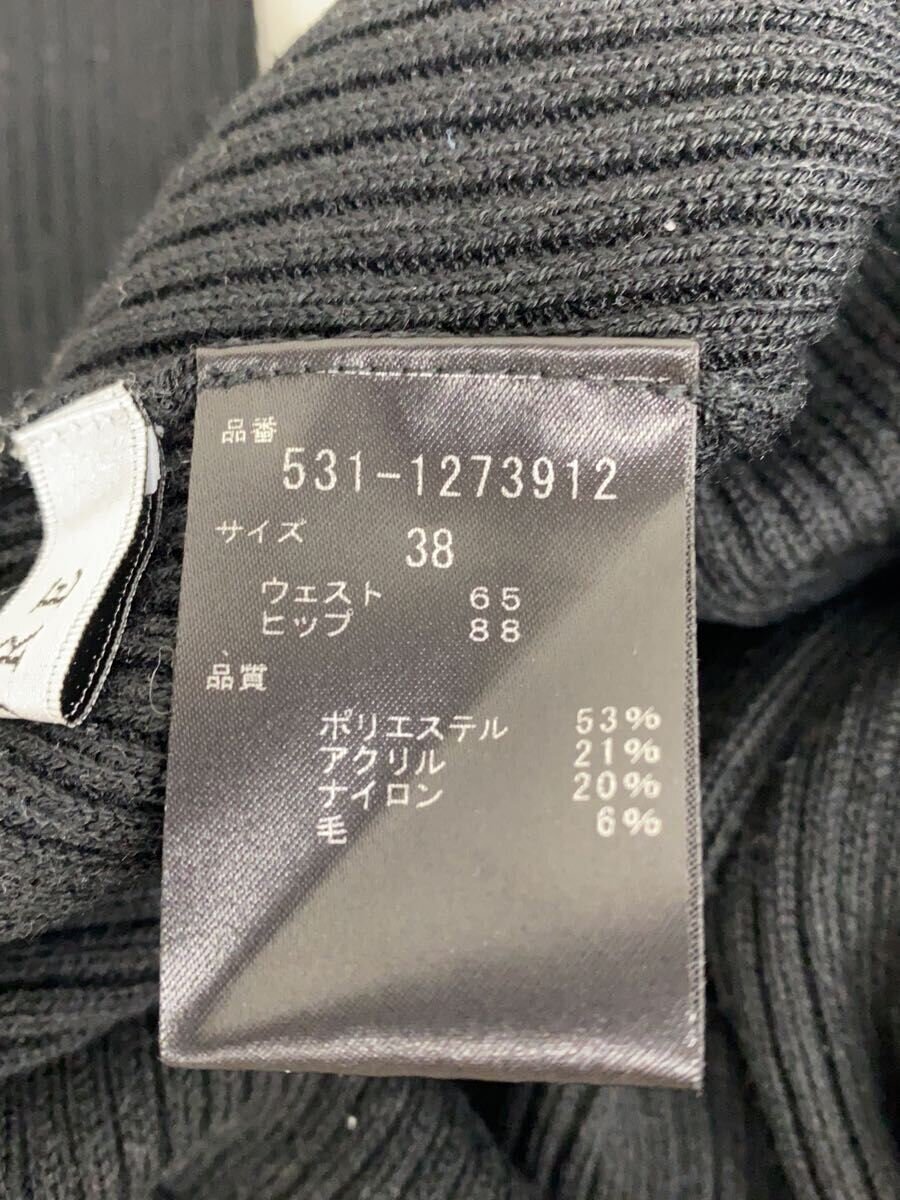 品番
531-1273912
サイズ 38
ウェスト 65
ヒップ 88
品質
ポリエステル 53%
アクリル 21%
ナイロン 20%
毛 6%
RE